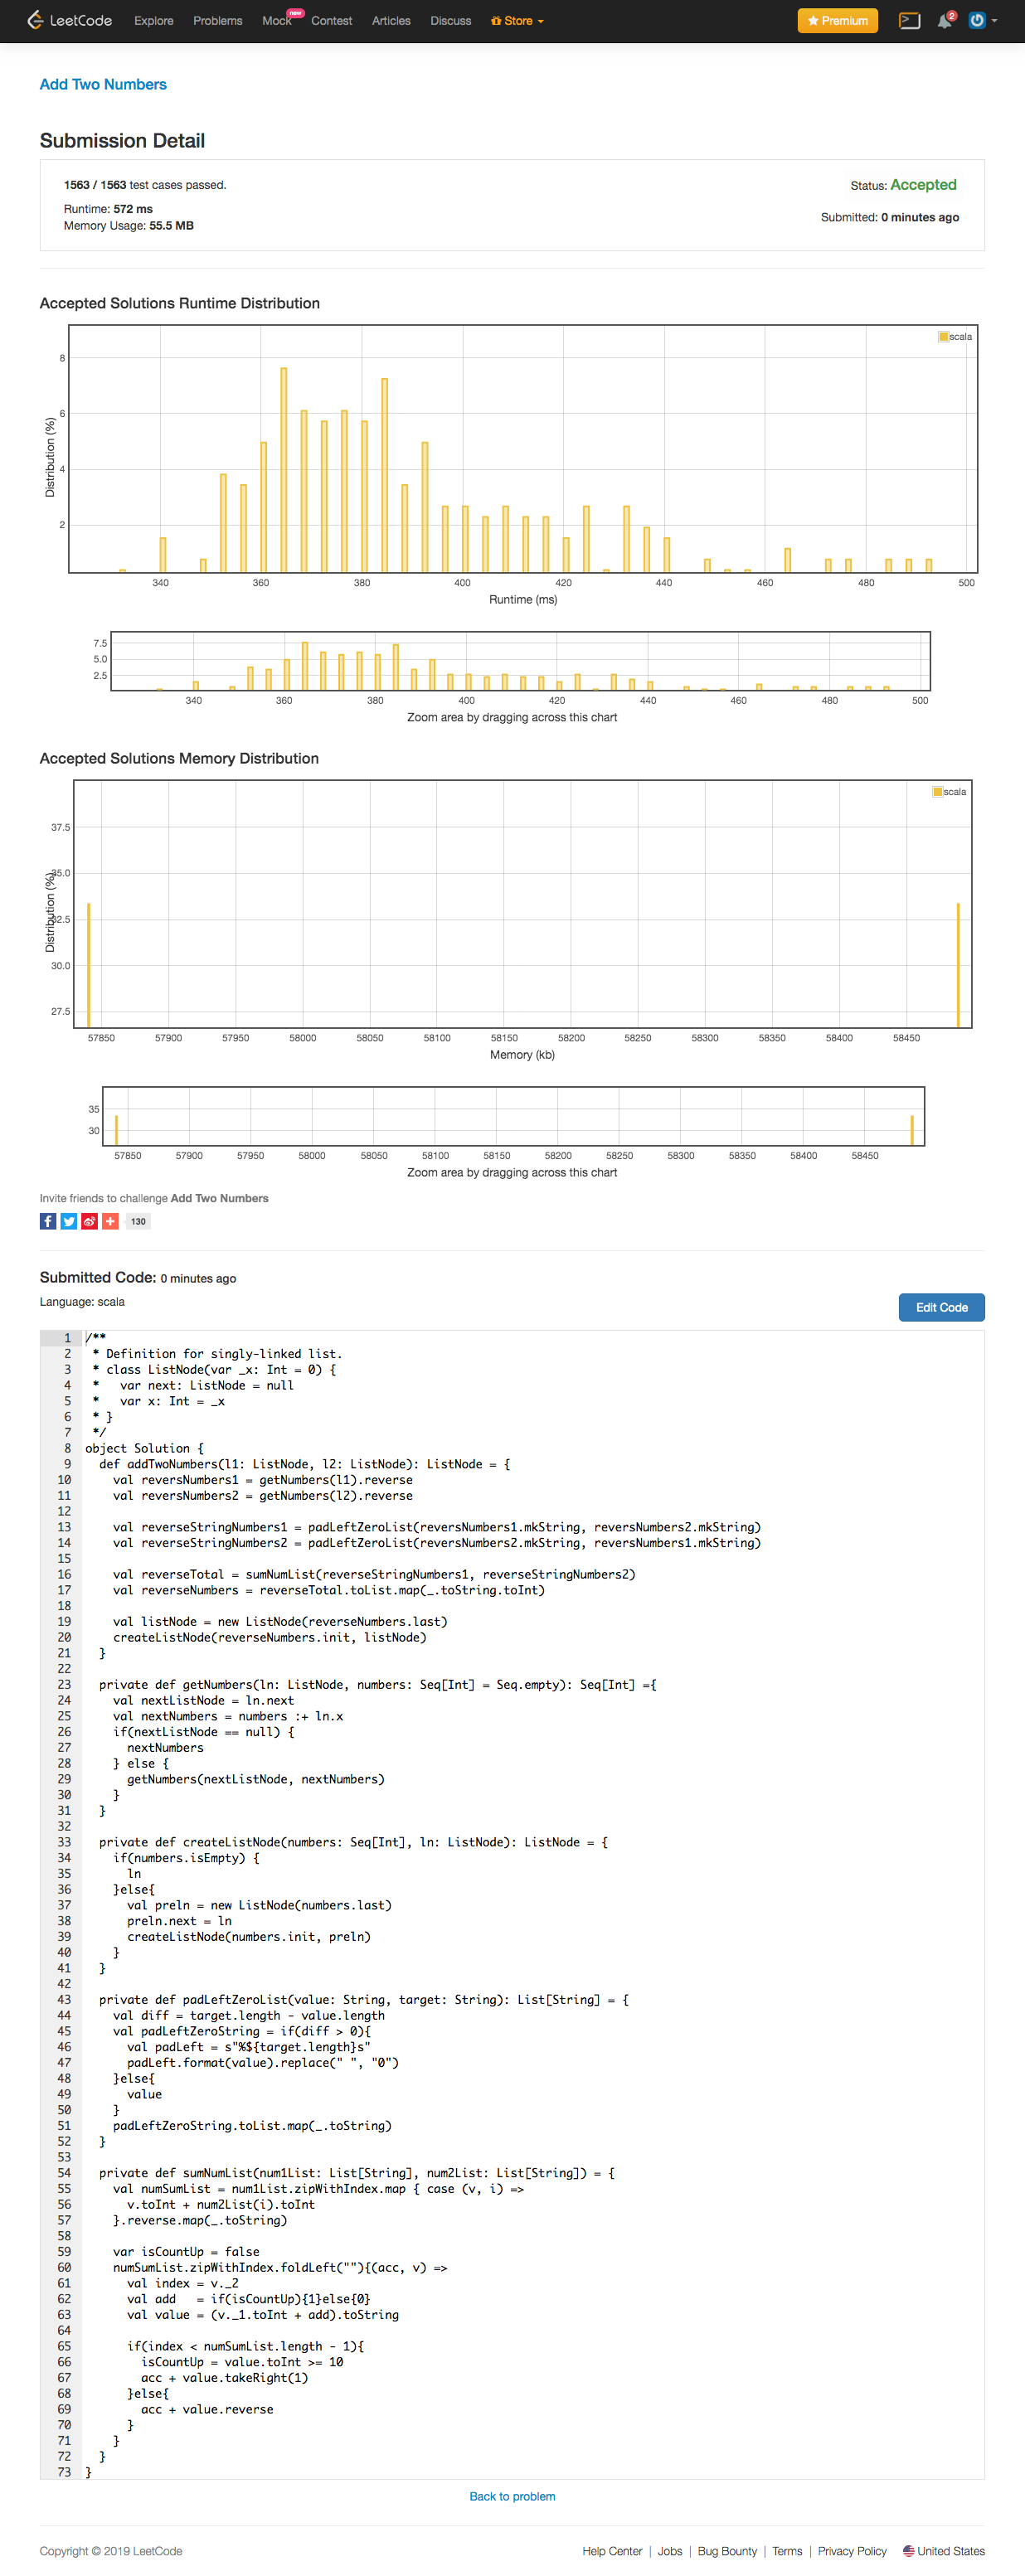 LeetCode Explore Problems Mock new Contest Articles Discuss Store Premium 2
Add Two Numbers
Submission Detail
1563 / 1563 test cases passed.
Status: Accepted
Runtime: 572 ms
Submitted: 0 minutes ago
Memory Usage: 55.5 MB
Accepted Solutions Runtime Distribution
scala
8
6
4
2
Distribution (%)
340 360 380 400 420 440 460 480 500
Runtime (ms)
7.5
5.0
2.5
340 360 380 400 420 440 460 480 500
Zoom area by dragging across this chart
Accepted Solutions Memory Distribution
scala
37.5
35.0
32.5
30.0
27.5
Distribution (%)
57850 57900 57950 58000 58050 58100 58150 58200 58250 58300 58350 58400 58450
Memory (kb)
35
30
57850 57900 57950 58000 58050 58100 58150 58200 58250 58300 58350 58400 58450
Zoom area by dragging across this chart
Invite friends to challenge Add Two Numbers
130
Submitted Code: 0 minutes ago
Language: scala
Edit Code
1 /**
2  * Definition for singly-linked list.
3  * class ListNode(var _x: Int = 0) {
4  *   var next: ListNode = null
5  *   var x: Int = _x
6  * }
7  */
8 object Solution {
9   def addTwoNumbers(l1: ListNode, l2: ListNode): ListNode = {
10     val reversNumbers1 = getNumbers(l1).reverse
11     val reversNumbers2 = getNumbers(l2).reverse
12
13     val reverseStringNumbers1 = padLeftZeroList(reversNumbers1.mkString, reversNumbers2.mkString)
14     val reverseStringNumbers2 = padLeftZeroList(reversNumbers2.mkString, reversNumbers1.mkString)
15
16     val reverseTotal = sumNumList(reverseStringNumbers1, reverseStringNumbers2)
17     val reverseNumbers = reverseTotal.toList.map(_.toString.toInt)
18
19     val listNode = new ListNode(reverseNumbers.last)
20     createListNode(reverseNumbers.init, listNode)
21   }
22
23   private def getNumbers(ln: ListNode, numbers: Seq[Int] = Seq.empty): Seq[Int] ={
24     val nextListNode = ln.next
25     val nextNumbers = numbers :+ ln.x
26     if(nextListNode == null) {
27       nextNumbers
28     } else {
29       getNumbers(nextListNode, nextNumbers)
30     }
31   }
32
33   private def createListNode(numbers: Seq[Int], ln: ListNode): ListNode = {
34     if(numbers.isEmpty) {
35       ln
36     }else{
37       val preln = new ListNode(numbers.last)
38       preln.next = ln
39       createListNode(numbers.init, preln)
40     }
41   }
42
43   private def padLeftZeroList(value: String, target: String): List[String] = {
44     val diff = target.length - value.length
45     val padLeftZeroString = if(diff > 0){
46       val padLeft = s"%${target.length}s"
47       padLeft.format(value).replace(" ", "0")
48     }else{
49       value
50     }
51     padLeftZeroString.toList.map(_.toString)
52   }
53
54   private def sumNumList(num1List: List[String], num2List: List[String]) = {
55     val numSumList = num1List.zipWithIndex.map { case (v, i) =>
56       v.toInt + num2List(i).toInt
57     }.reverse.map(_.toString)
58
59     var isCountUp = false
60     numSumList.zipWithIndex.foldLeft(""){(acc, v) =>
61       val index = v._2
62       val add   = if(isCountUp){1}else{0}
63       val value = (v._1.toInt + add).toString
64
65       if(index < numSumList.length - 1){
66         isCountUp = value.toInt >= 10
67         acc + value.takeRight(1)
68       }else{
69         acc + value.reverse
70       }
71     }
72   }
73 }
Back to problem
Copyright © 2019 LeetCode
Help Center | Jobs | Bug Bounty | Terms | Privacy Policy United States